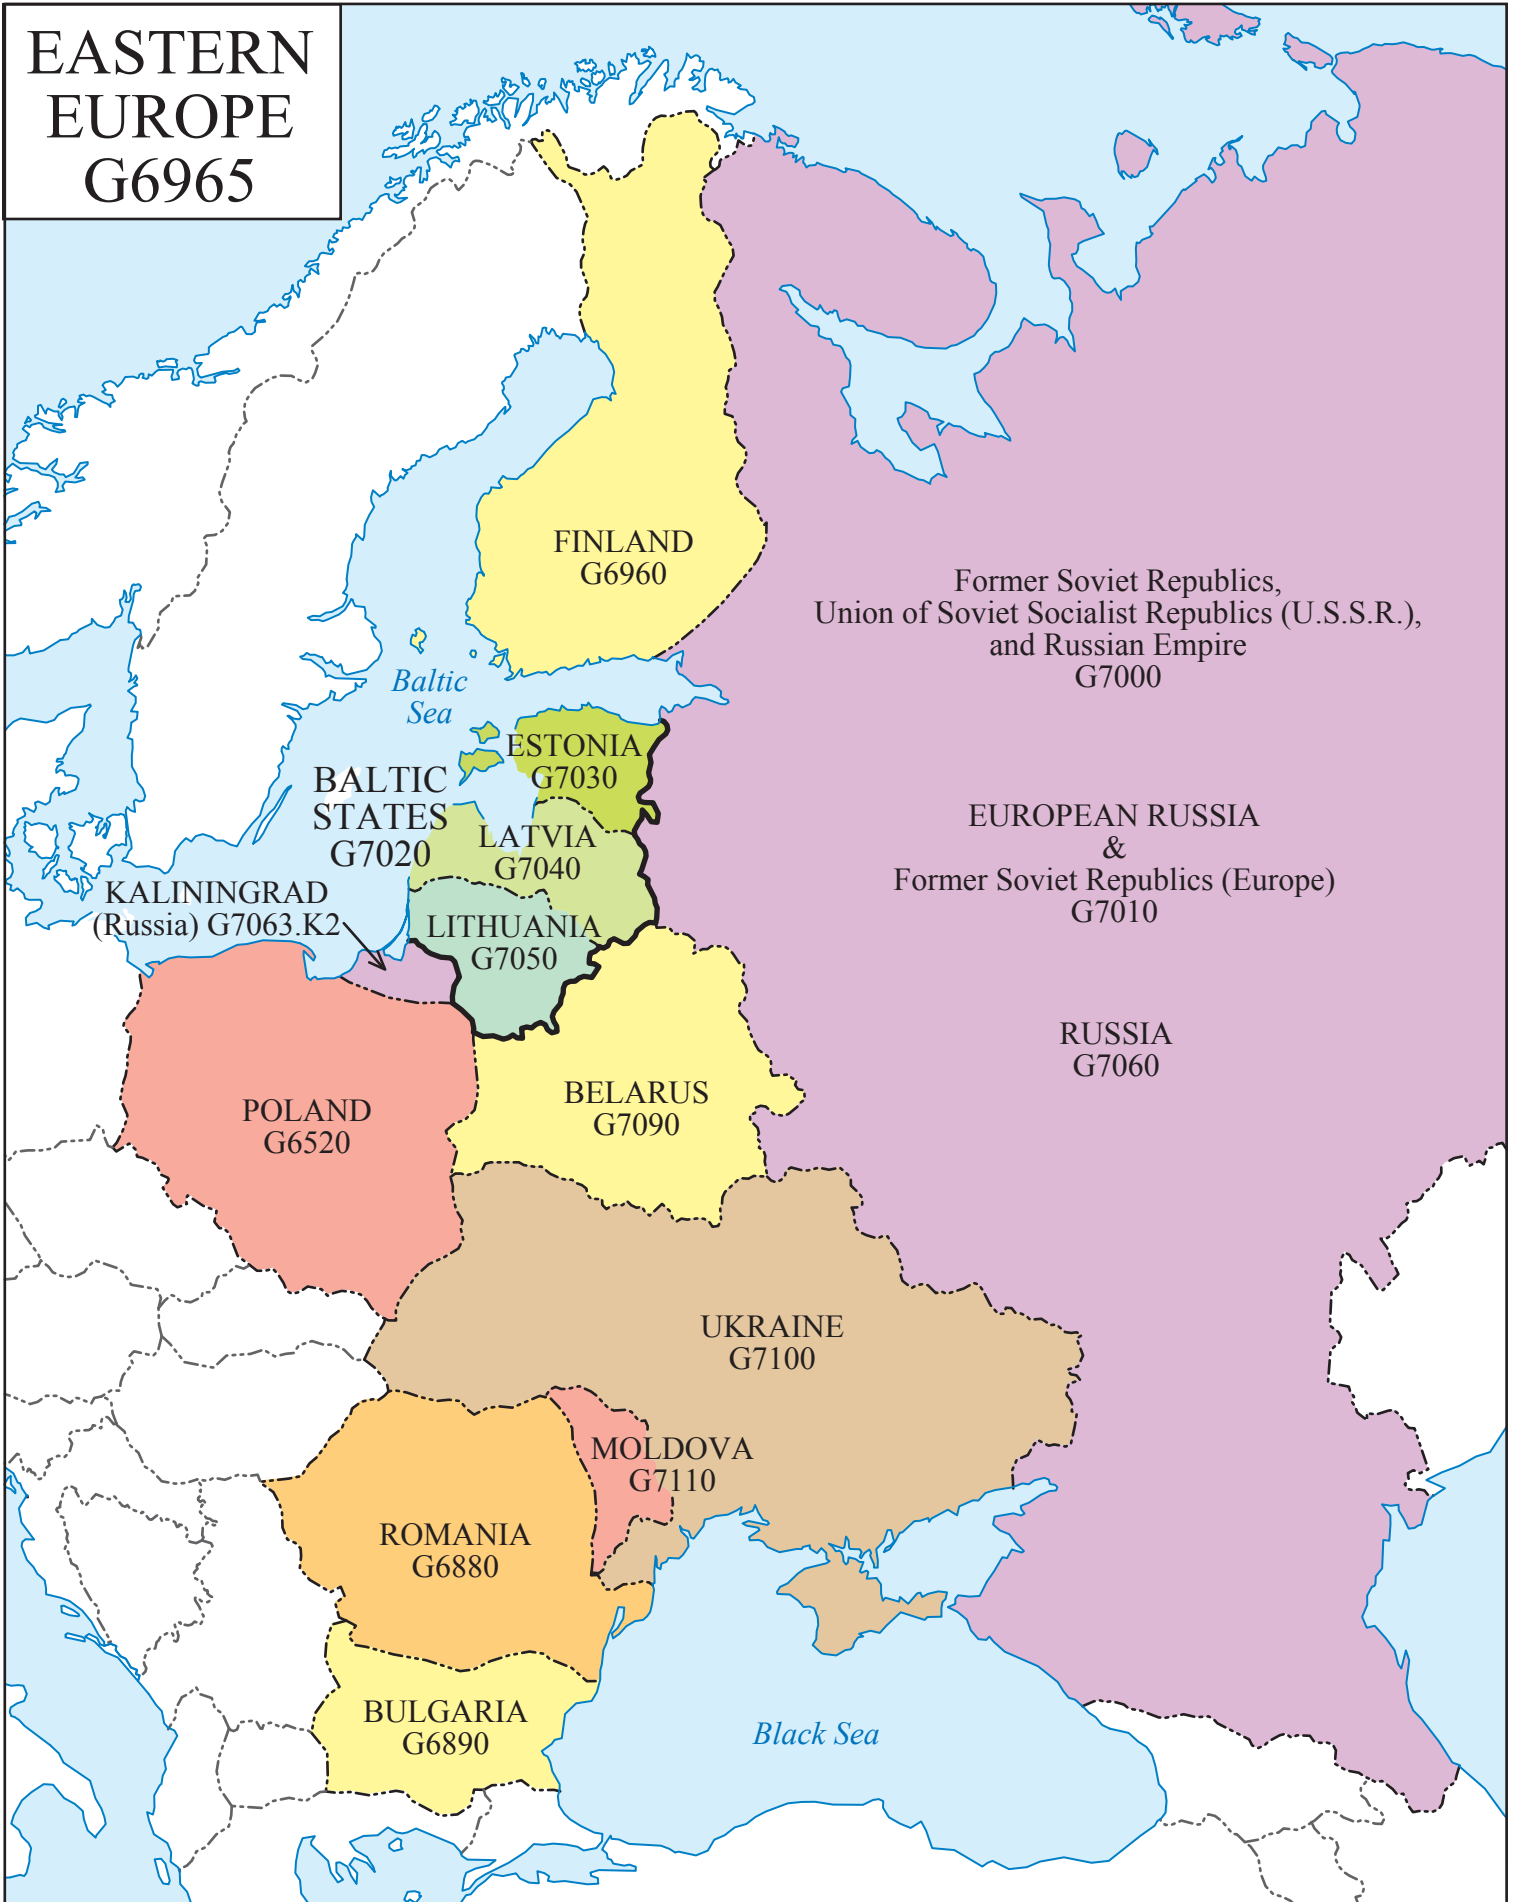 EASTERN
EUROPE
G6965
FINLAND
G6960
Former Soviet Republics,
Union of Soviet Socialist Republics (U.S.S.R.),
and Russian Empire
G7000
Baltic
Sea
ESTONIA
G7030
BALTIC
STATES
G7020
LATVIA
G7040
EUROPEAN RUSSIA
&
Former Soviet Republics (Europe)
G7010
KALININGRAD
(Russia) G7063.K2
LITHUANIA
G7050
RUSSIA
G7060
BELARUS
G7090
POLAND
G6520
UKRAINE
G7100
MOLDOVA
G7110
ROMANIA
G6880
BULGARIA
G6890
Black Sea